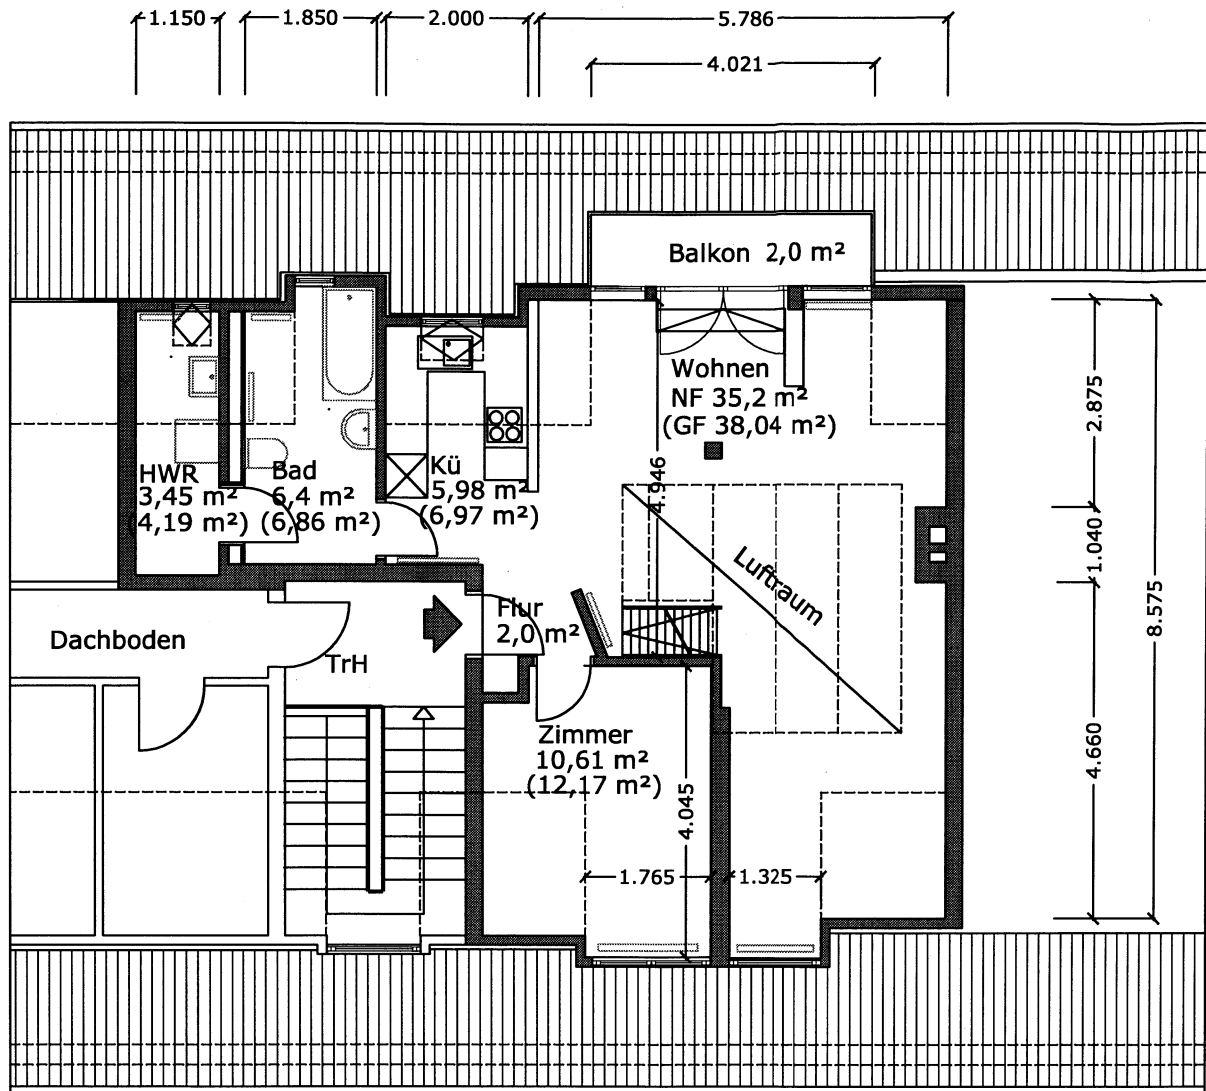 1.150
1.850
2.000
5.786
4.021
Balkon 2,0 m²
Wohnen
NF 35,2 m²
(GF 38,04 m²)
2.875
HWR
3,45 m²
(4,19 m²)
Bad
6,4 m²
(6,86 m²)
Kü
5,98 m²
(6,97 m²)
4.946
1.040
8.575
Luftraum
Flur
2,0 m²
Dachboden
TrH
Zimmer
10,61 m²
(12,17 m²)
4.045
4.660
1.765
1.325